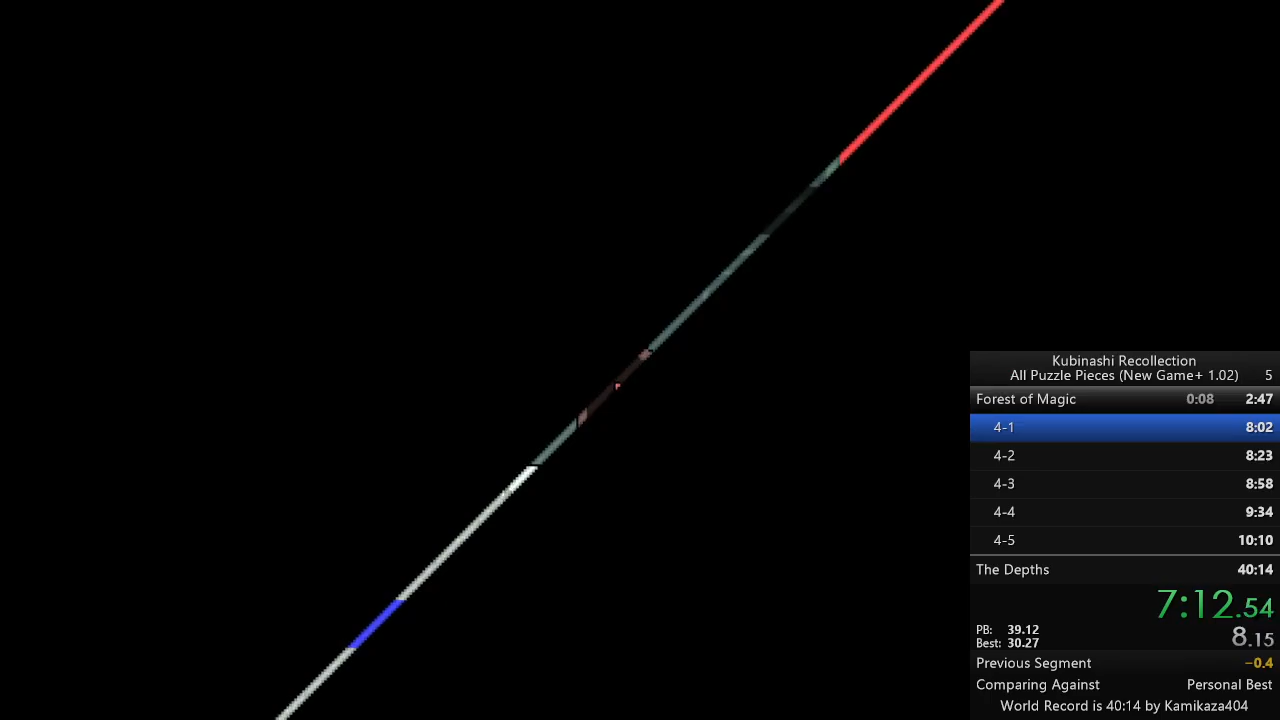 Kubinashi Recollection
All Puzzle Pieces (New Game+ 1.02) 5
Forest of Magic 0:08 2:47
4-1 8:02
4-2 8:23
4-3 8:58
4-4 9:34
4-5 10:10
The Depths 40:14
7:12.54
PB: 39.12
Best: 30.27
8.15
Previous Segment −0.4
Comparing Against Personal Best
World Record is 40:14 by Kamikaza404